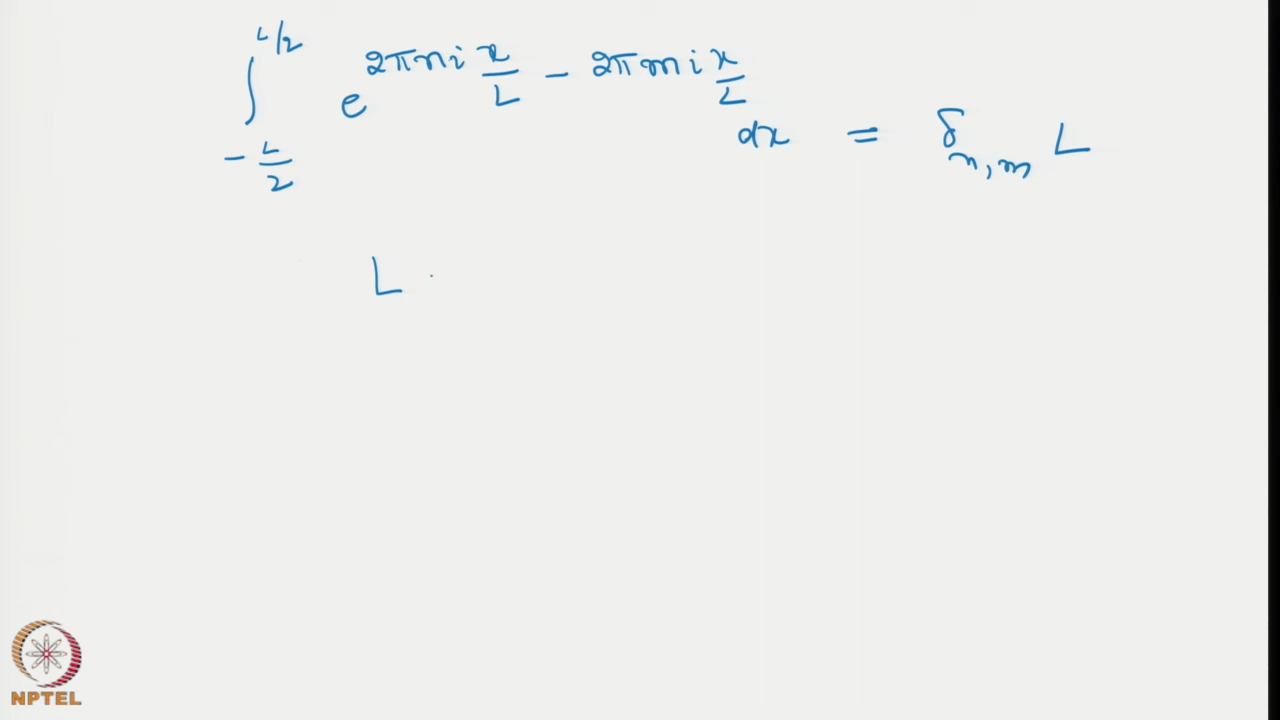 ∫_{-L/2}^{L/2} e^{2πni x/L - 2πmi x/L} dx = δ_{n,m} L
L
NPTEL